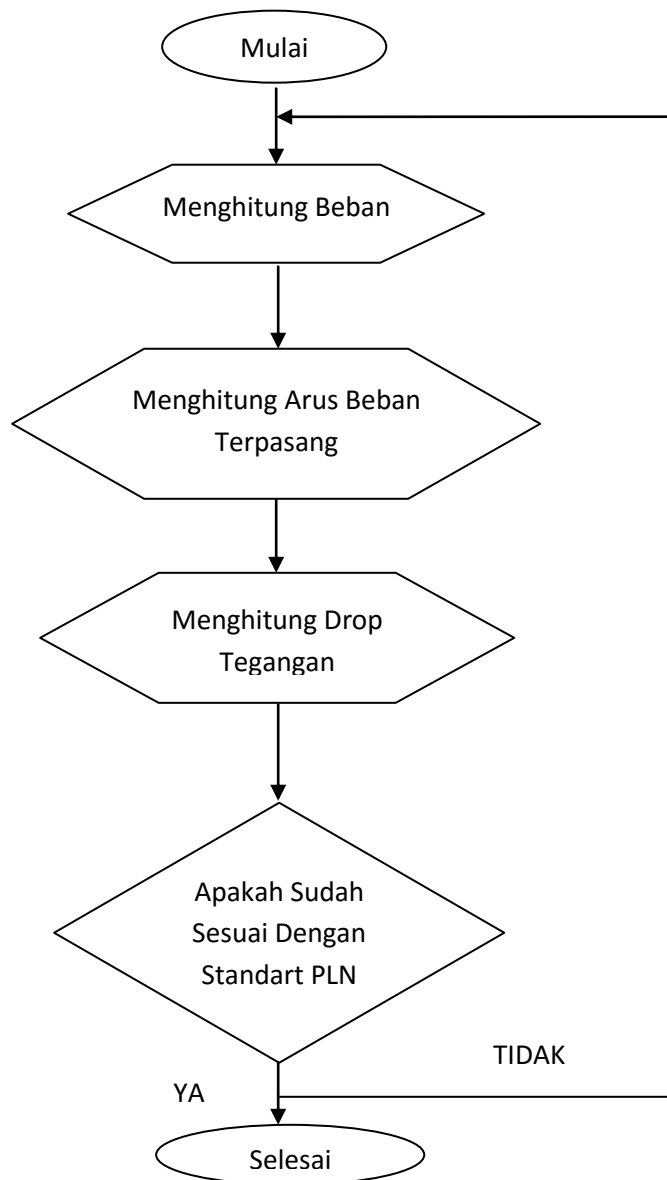 Mulai
Menghitung Beban
Menghitung Arus Beban
Terpasang
Menghitung Drop
Tegangan
Apakah Sudah
Sesuai Dengan
Standart PLN
TIDAK
YA
Selesai